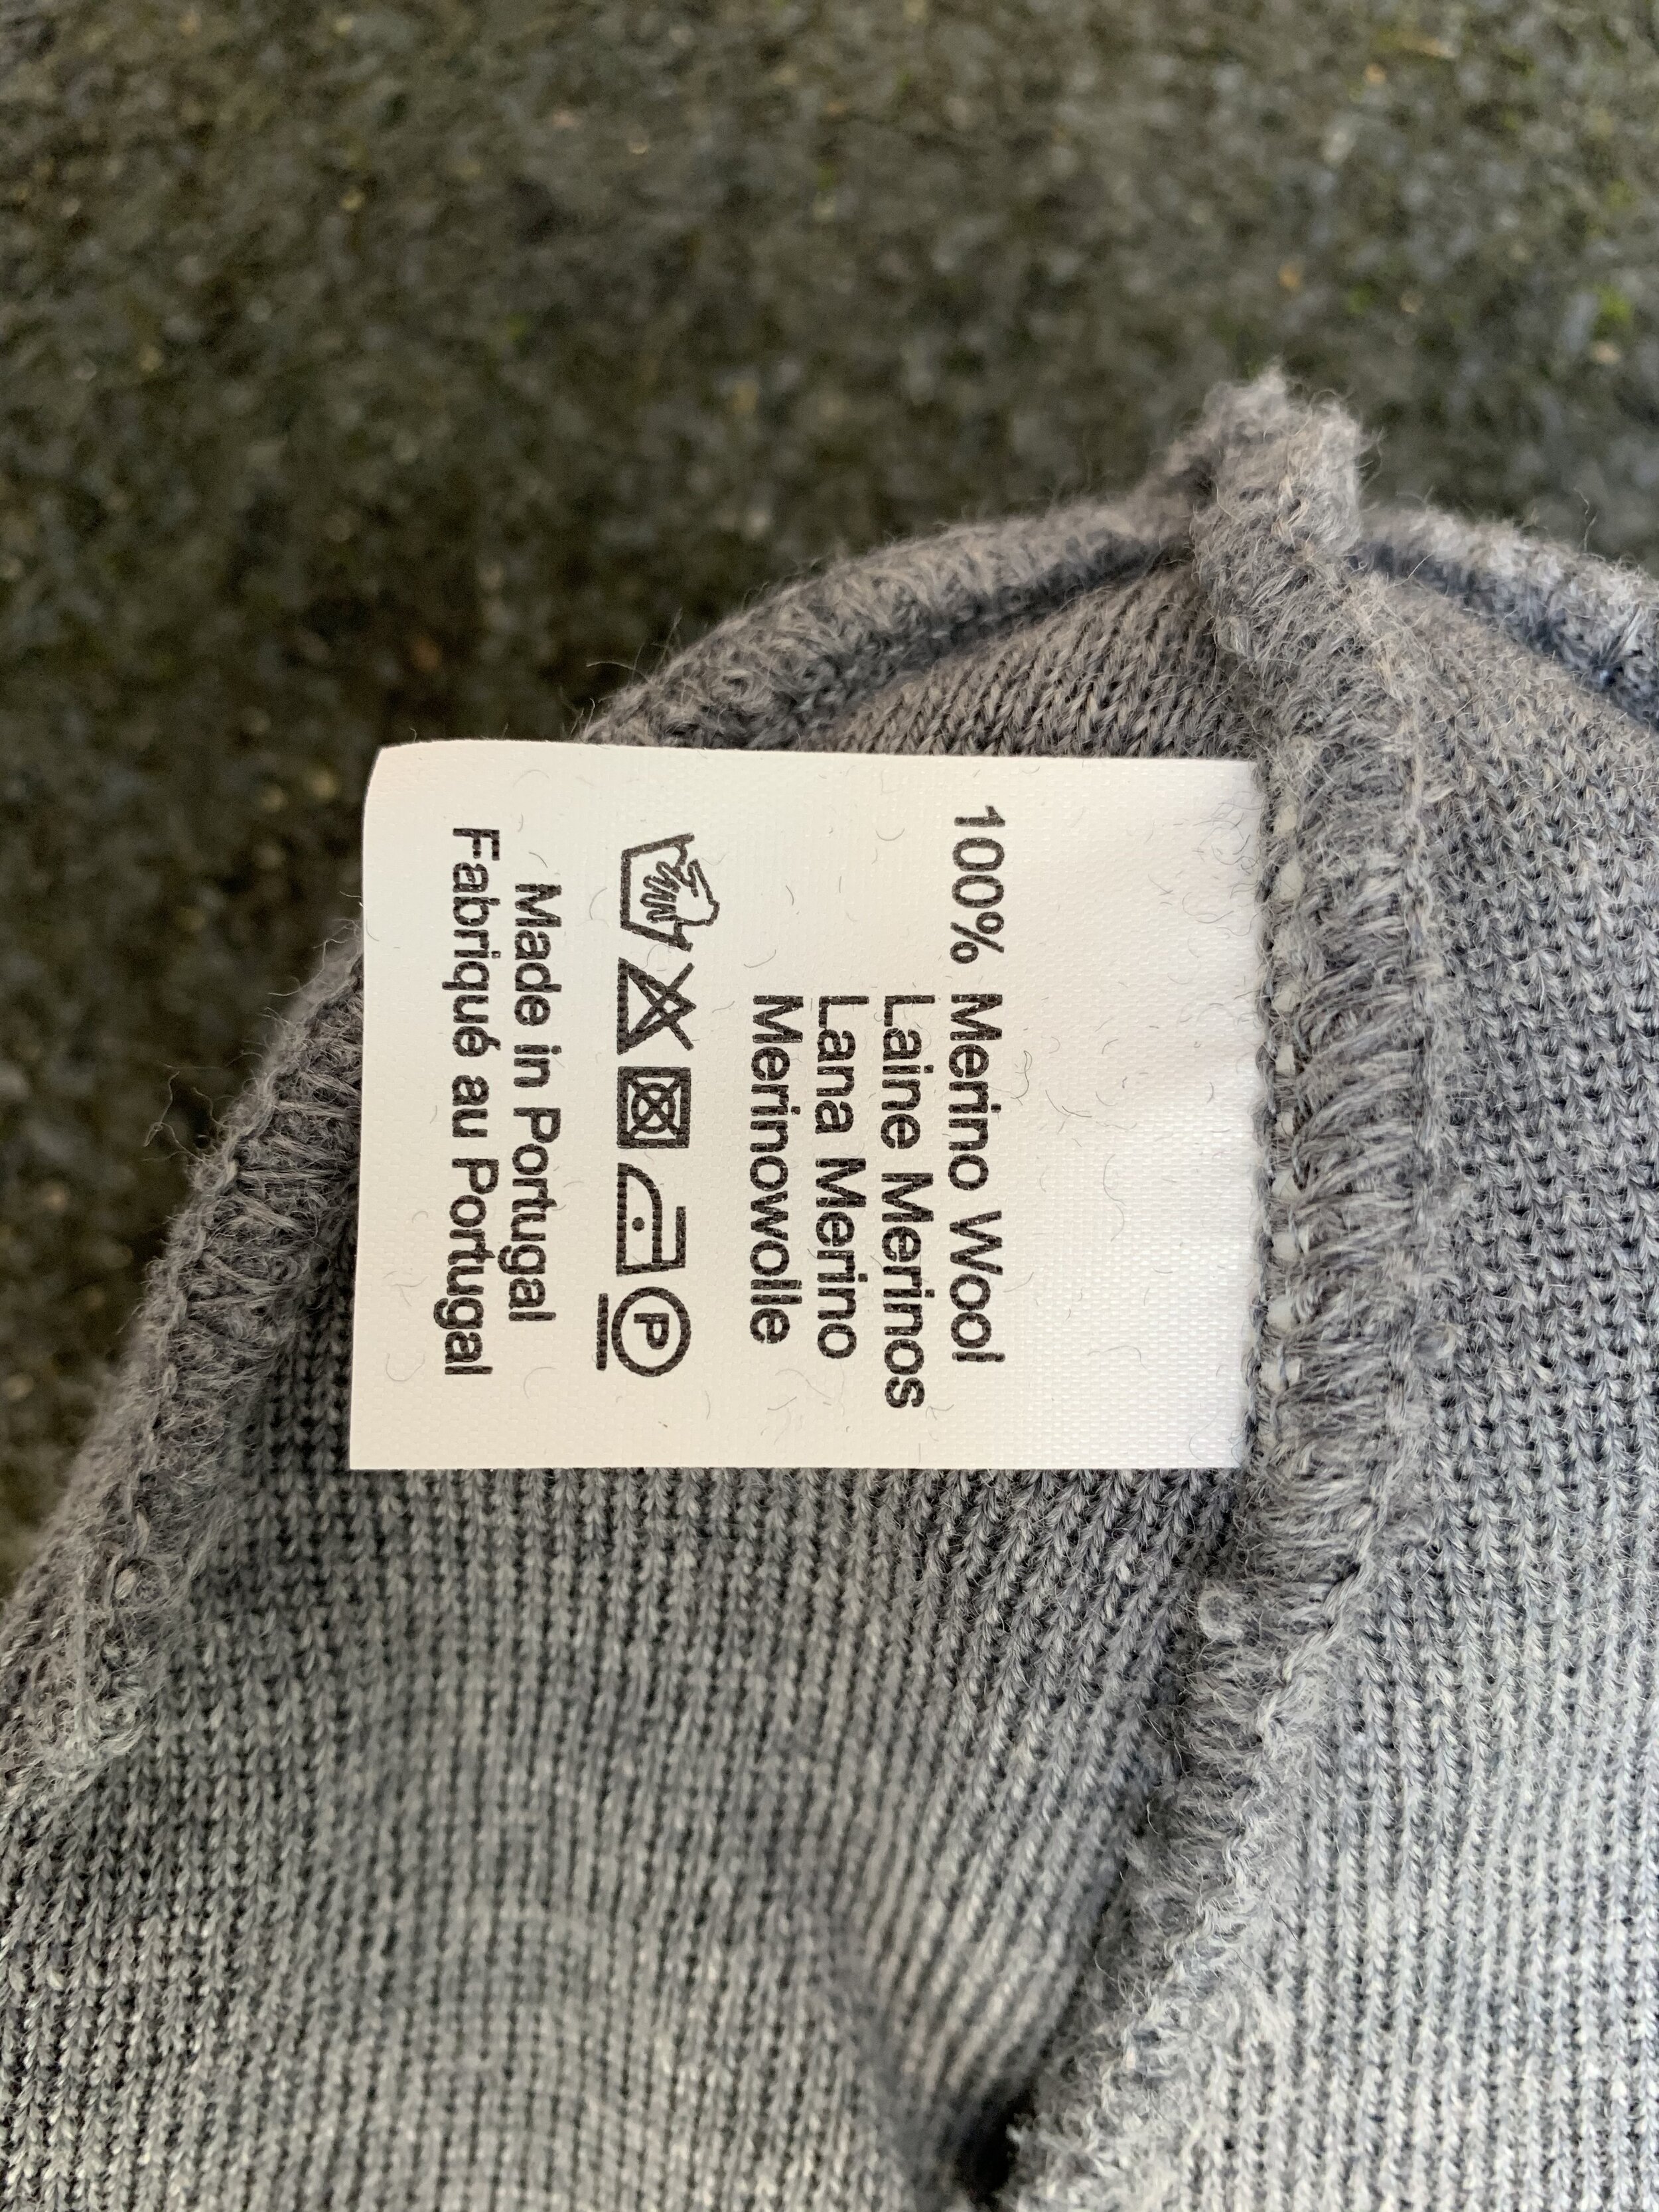 100% Merino Wool
Laine Merinos
Lana Merino
Merinowolle
P
Made in Portugal
Fabriqué au Portugal